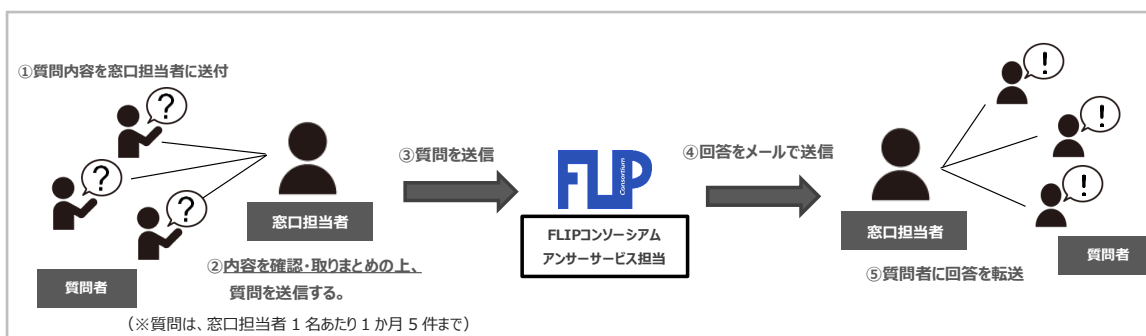 ①質問内容を窓口担当者に送付
?
?
?
質問者
窓口担当者
②内容を確認・取りまとめの上、
質問を送信する。
(※質問は、窓口担当者 1 名あたり 1 か月 5 件まで)
③質問を送信
FLIP
Consortium
FLIPコンソーシアム
アンサーサービス担当
④回答をメールで送信
窓口担当者
⑤質問者に回答を転送
!
!
!
質問者